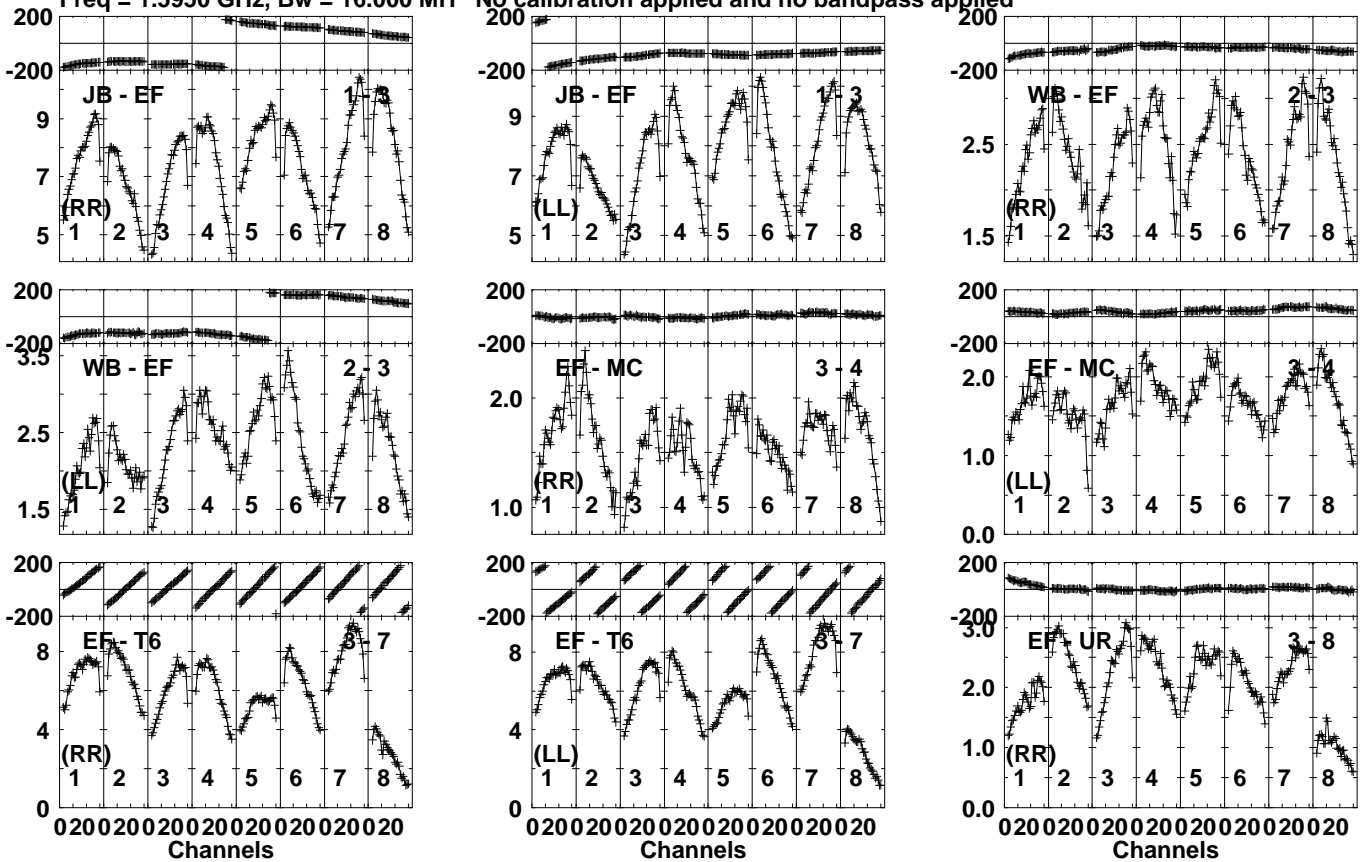 Freq = 1.5950 GHz, Bw = 16.000 MH No calibration applied and no bandpass applied
200
-200
JB - EF 1 - 3
9
7
5
(RR)
1 2 3 4 5 6 7 8
200
-200
JB - EF 1 - 3
9
7
5
(LL)
1 2 3 4 5 6 7 8
200
-200
WB - EF 2 - 3
2.5
1.5
(RR)
1 2 3 4 5 6 7 8
200
-200
3.5
WB - EF 2 - 3
2.5
1.5
(LL)
1 2 3 4 5 6 7 8
200
-200
EF - MC 3 - 4
2.0
1.0
(RR)
1 2 3 4 5 6 7 8
200
-200
EF - MC 3 - 4
2.0
1.0
0.0
(LL)
1 2 3 4 5 6 7 8
200
-200
EF - T6 3 - 7
8
4
0
(RR)
1 2 3 4 5 6 7 8
0 20 0 20 0 20 0 20 0 20 0 20 0 20 0 20
Channels
200
-200
EF - T6 3 - 7
8
4
0
(LL)
1 2 3 4 5 6 7 8
0 20 0 20 0 20 0 20 0 20 0 20 0 20 0 20
Channels
200
-200
3.0
EF - UR 3 - 8
2.0
1.0
0.0
(RR)
1 2 3 4 5 6 7 8
0 20 0 20 0 20 0 20 0 20 0 20 0 20 0 20
Channels